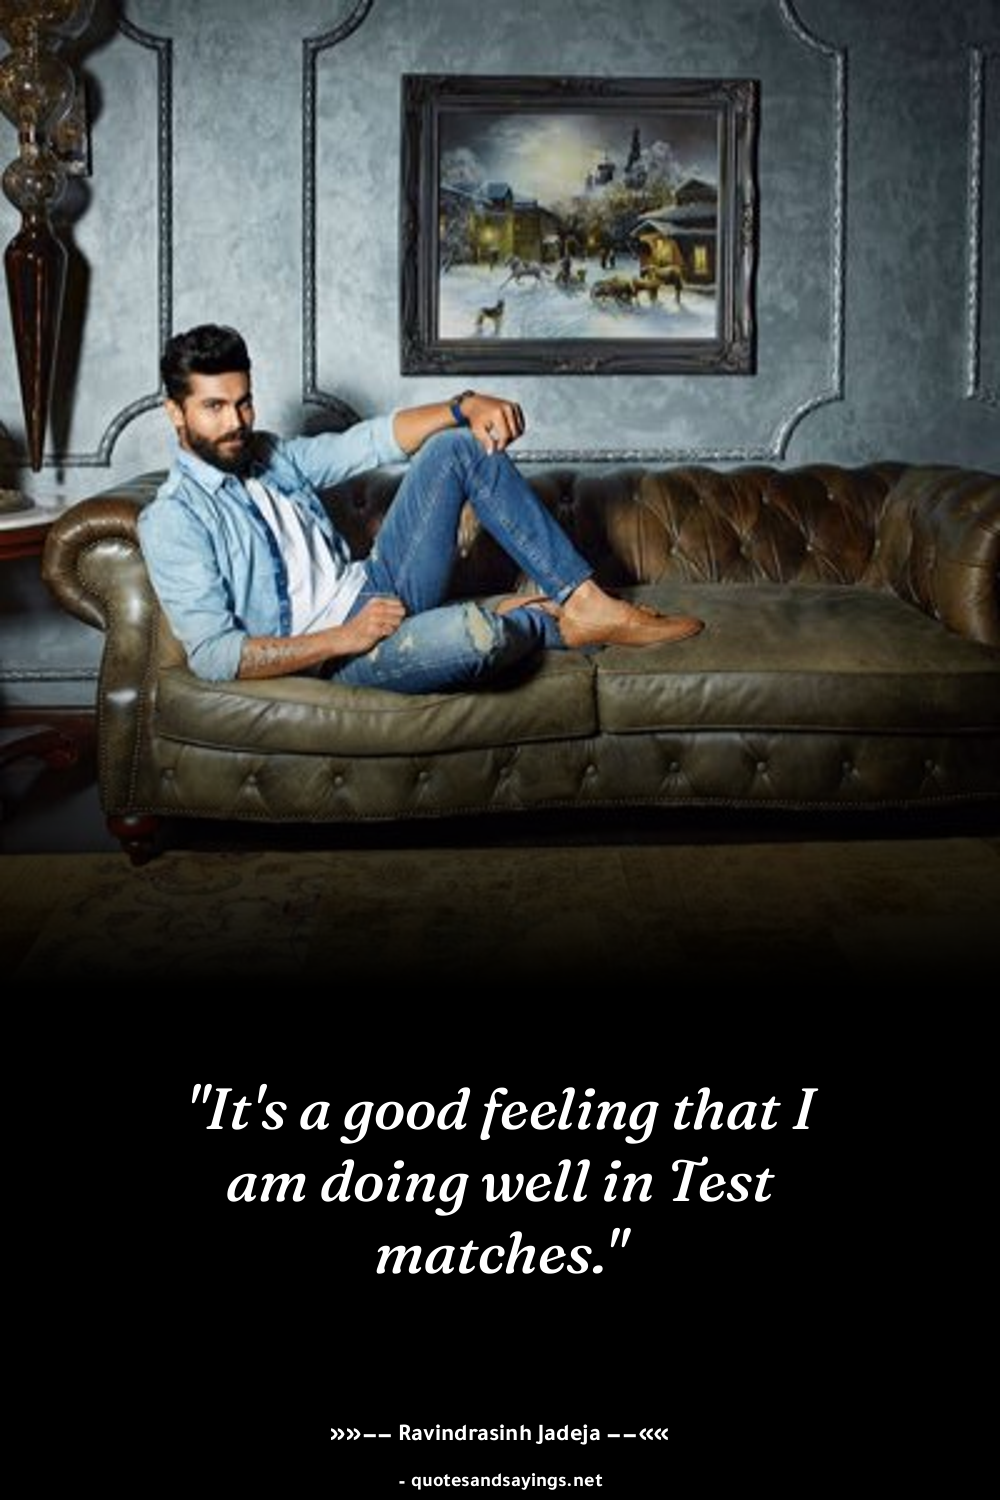 "It's a good feeling that I
am doing well in Test
matches."
»»—— Ravindrasinh Jadeja ——««
- quotesandsayings.net